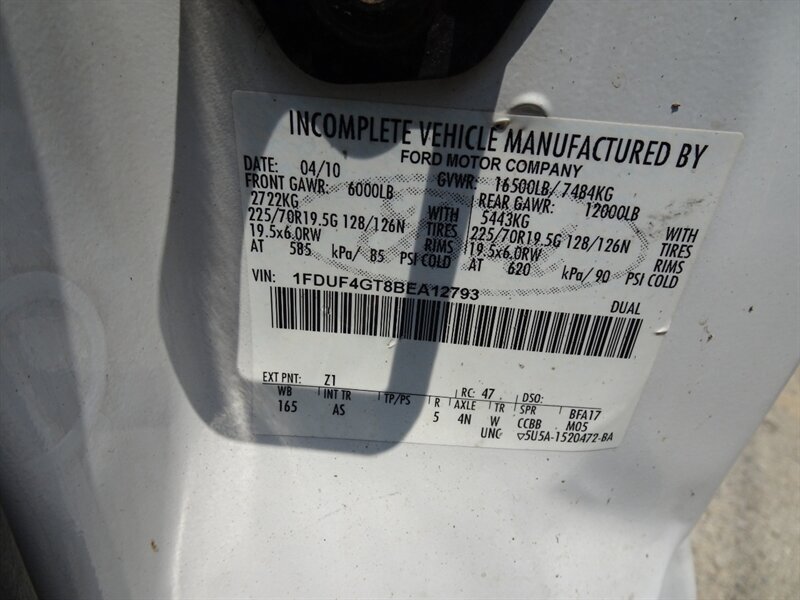 INCOMPLETE VEHICLE MANUFACTURED BY
FORD MOTOR COMPANY
DATE: 04/10 GVWR: 16500LB/ 7484KG
FRONT GAWR: 6000LB REAR GAWR: 12000LB
2722KG WITH 5443KG WITH
225/70R19.5G 128/126N TIRES 225/70R19.5G 128/126N TIRES
19.5x6.0RW RIMS 19.5x6.0RW RIMS
AT 585 kPa/ 85 PSI COLD AT 620 kPa/ 90 PSI COLD
VIN: 1FDUF4GT8BEA12793
DUAL
EXT PNT: Z1 RC: 47 DSO:
WB INT TR TP/PS R AXLE TR SPR BFA17
165 AS 5 4N W CCBB M05
UNC ▽5U5A-1520472-BA